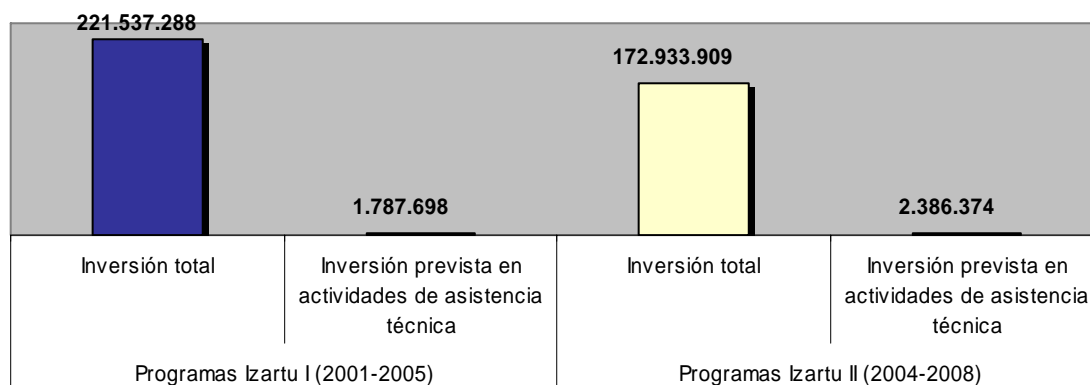 221.537.288
172.933.909
1.787.698
2.386.374
Inversión total
Inversión prevista en
actividades de asistencia
técnica
Inversión total
Inversión prevista en
actividades de asistencia
técnica
Programas Izartu I (2001-2005)
Programas Izartu II (2004-2008)